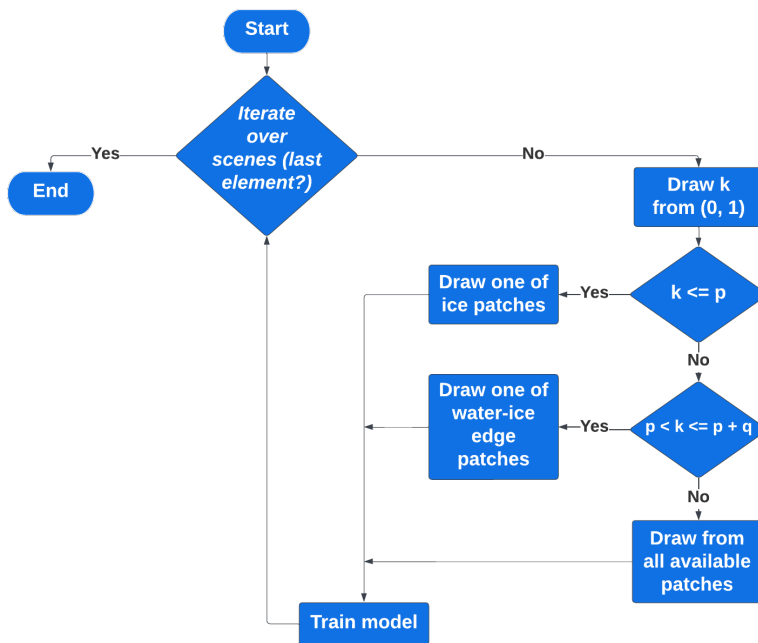 Start
Iterate
over
scenes (last
element?)
Yes
No
End
Draw k
from (0, 1)
k <= p
Yes
Draw one of
ice patches
No
p < k <= p + q
Yes
Draw one of
water-ice
edge
patches
No
Draw from
all available
patches
Train model